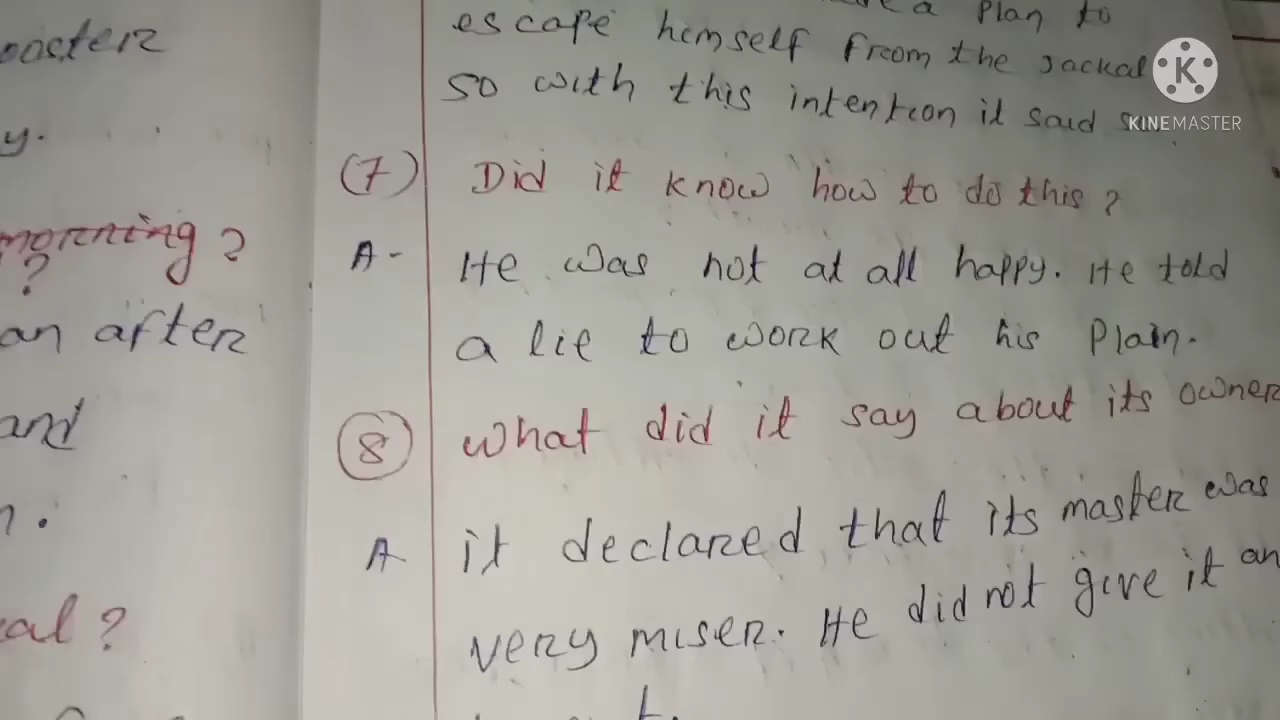 ooster
y.
morning?
?
an after
and
n.
cal?
a Plan to
escape himself from the jackal
so with this intention it said
KINEMASTER
(7) Did it know how to do this?
A- He was not at all happy. He told
a lie to work out his Plain.
8 What did it say about its owner
A it declared that its master was
very miser. He did not give it an